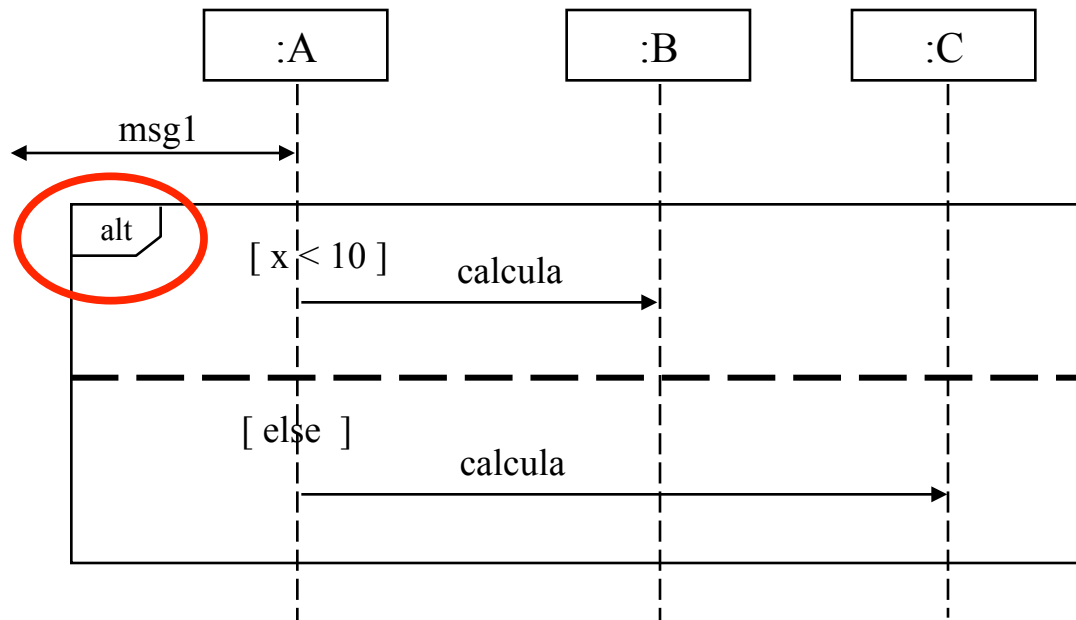 :A
:B
:C
msg1
alt
[ x < 10 ]
calcula
[ else  ]
calcula